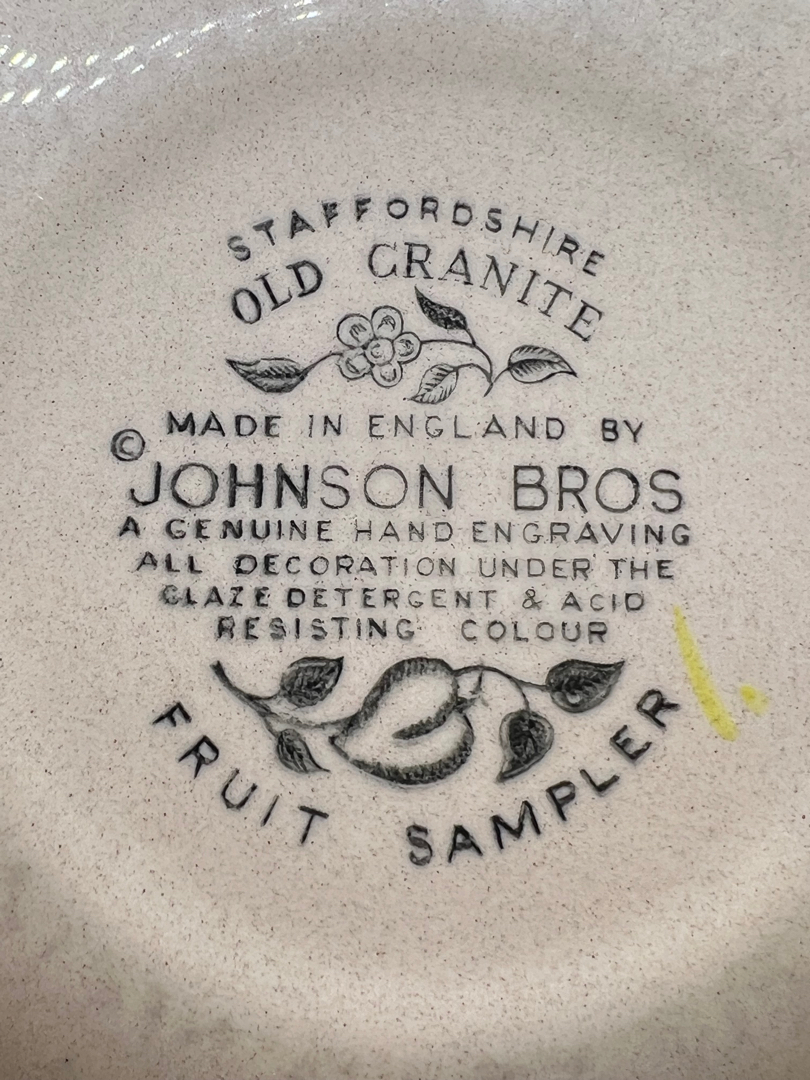 STAFFORDSHIRE
OLD GRANITE
MADE IN ENGLAND BY
© JOHNSON BROS
A GENUINE HAND ENGRAVING
ALL DECORATION UNDER THE
GLAZE DETERGENT & ACID
RESISTING COLOUR
FRUIT SAMPLER